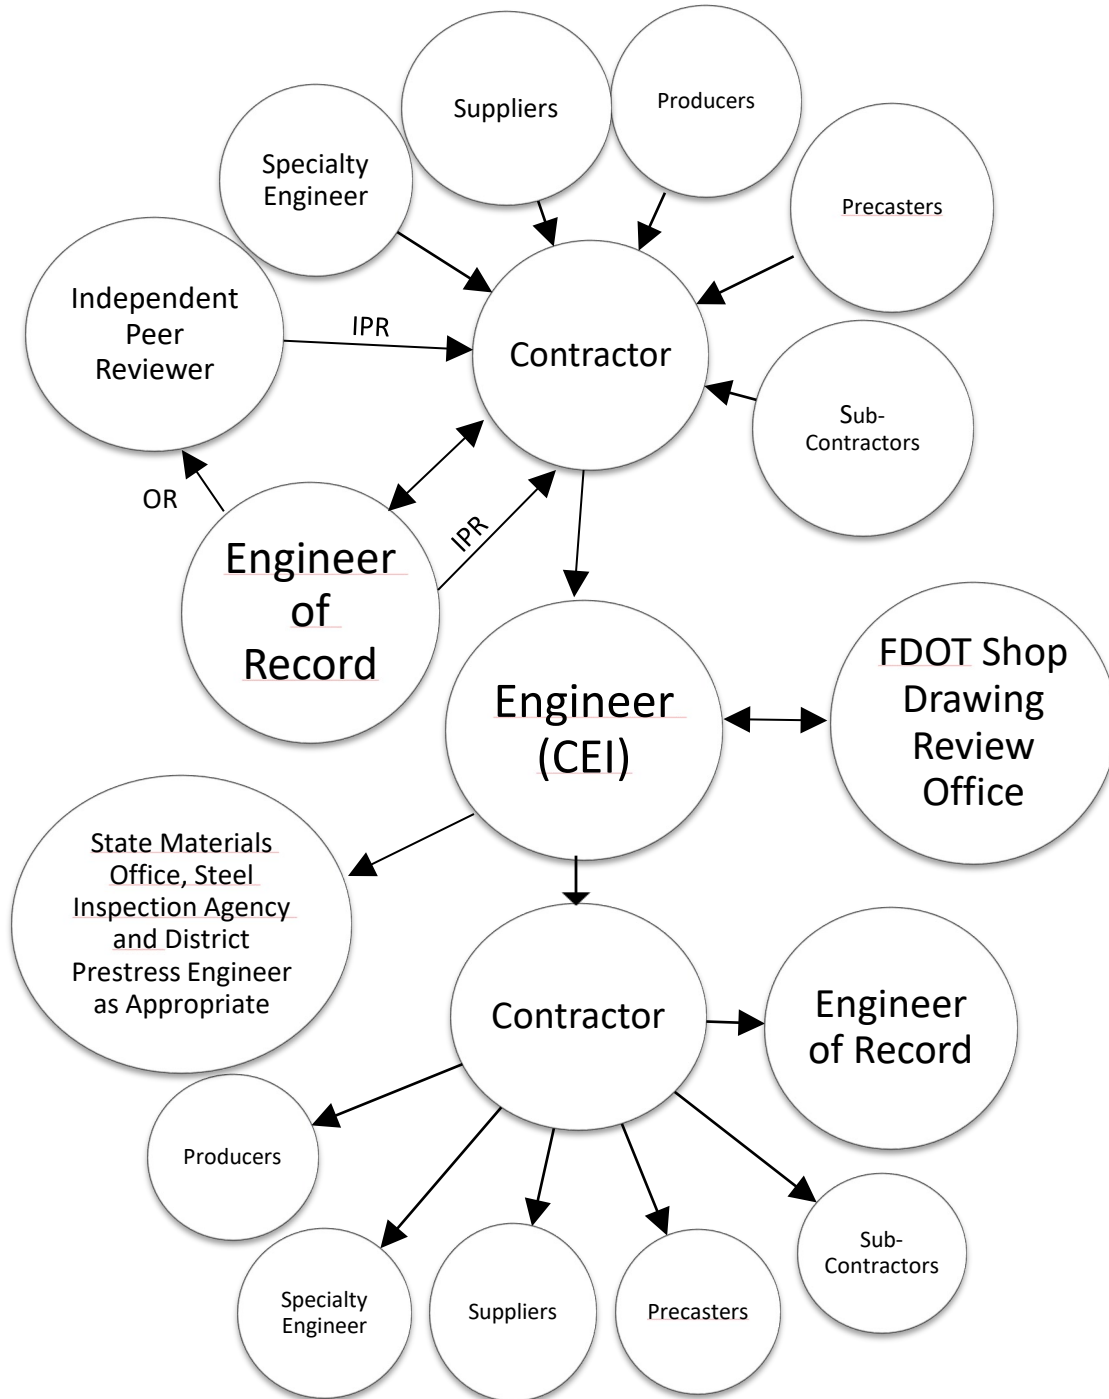 Suppliers
Producers
Specialty
Engineer
Precasters
Independent
Peer
Reviewer
IPR
Contractor
Sub-
Contractors
OR
IPR
Engineer
of
Record
Engineer
(CEI)
FDOT Shop
Drawing
Review
Office
State Materials
Office, Steel
Inspection Agency
and District
Prestress Engineer
as Appropriate
Contractor
Engineer
of Record
Producers
Specialty
Engineer
Suppliers
Precasters
Sub-
Contractors